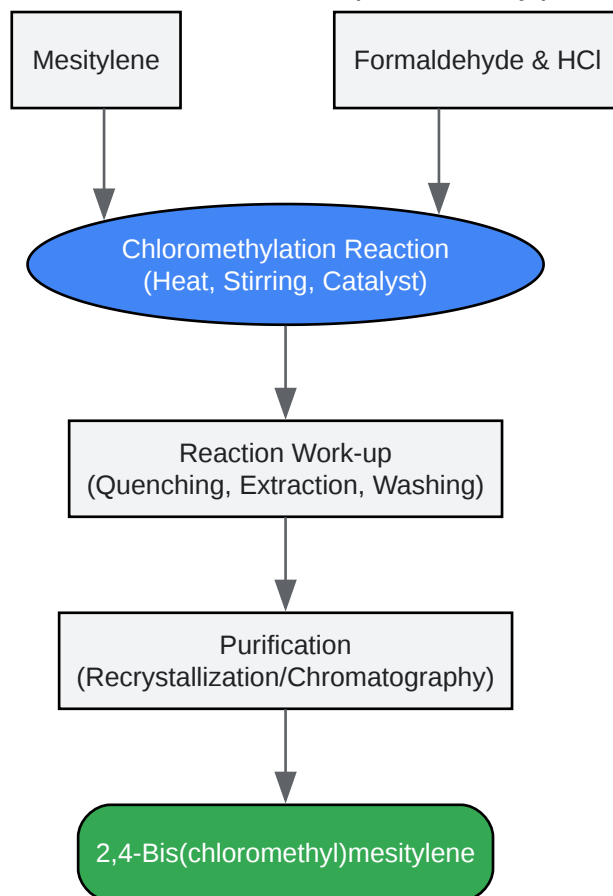 Mesitylene
Formaldehyde & HCl
Chloromethylation Reaction
(Heat, Stirring, Catalyst)
Reaction Work-up
(Quenching, Extraction, Washing)
Purification
(Recrystallization/Chromatography)
2,4-Bis(chloromethyl)mesitylene